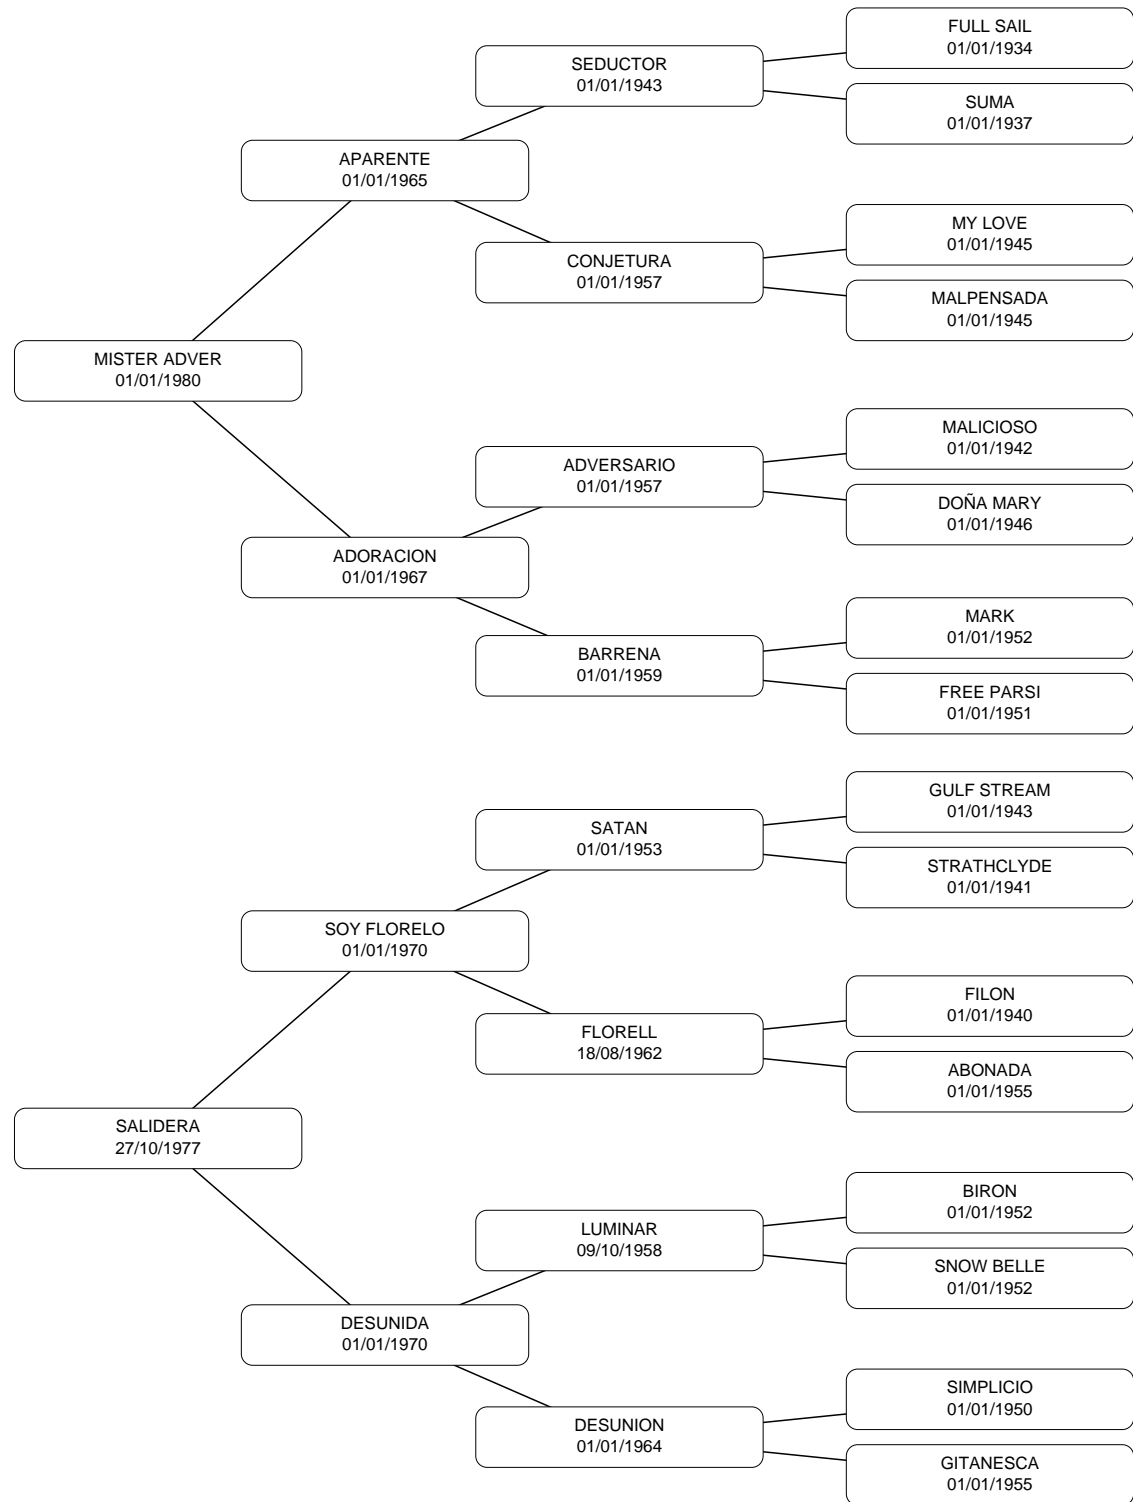 FULL SAIL
01/01/1934
SEDUCTOR
01/01/1943
SUMA
01/01/1937
APARENTE
01/01/1965
MY LOVE
01/01/1945
CONJETURA
01/01/1957
MALPENSADA
01/01/1945
MISTER ADVER
01/01/1980
MALICIOSO
01/01/1942
ADVERSARIO
01/01/1957
DOÑA MARY
01/01/1946
ADORACION
01/01/1967
MARK
01/01/1952
BARRENA
01/01/1959
FREE PARSI
01/01/1951
GULF STREAM
01/01/1943
SATAN
01/01/1953
STRATHCLYDE
01/01/1941
SOY FLORELO
01/01/1970
FILON
01/01/1940
FLORELL
18/08/1962
ABONADA
01/01/1955
SALIDERA
27/10/1977
BIRON
01/01/1952
LUMINAR
09/10/1958
SNOW BELLE
01/01/1952
DESUNIDA
01/01/1970
SIMPLICIO
01/01/1950
DESUNION
01/01/1964
GITANESCA
01/01/1955